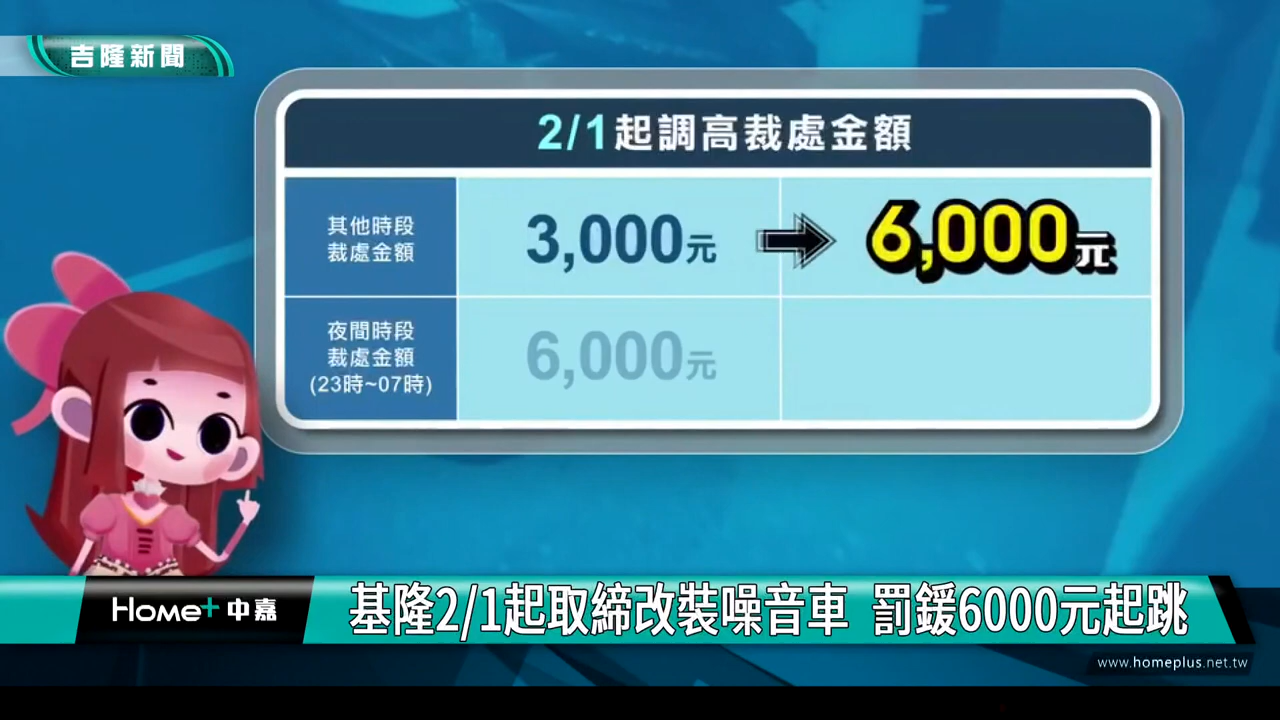 吉隆新聞
2/1起調高裁處金額
其他時段
裁處金額
3,000元
6,000元
夜間時段
裁處金額
(23時~07時)
6,000元
Home+中嘉
基隆2/1起取締改裝噪音車 罰鍰6000元起跳
www.homeplus.net.tw